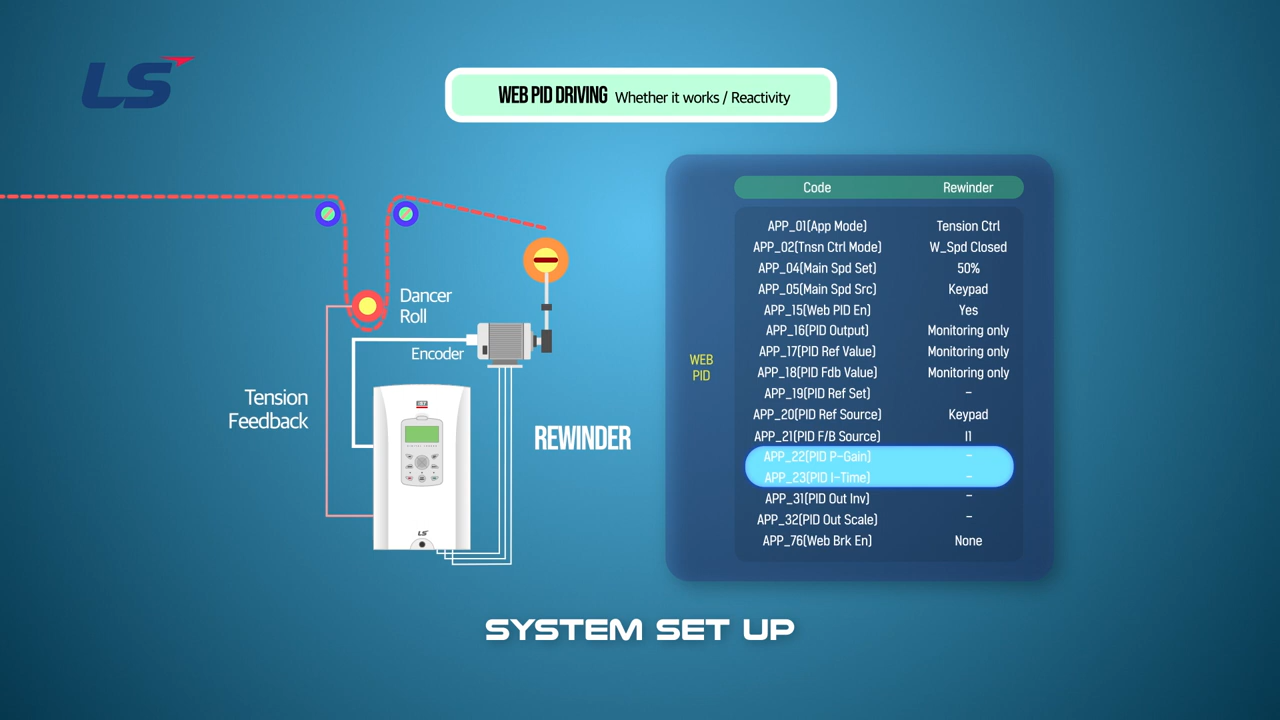 LS
WEB PID DRIVING Whether it works / Reactivity
Code Rewinder
APP_01(App Mode) Tension Ctrl
APP_02(Tnsn Ctrl Mode) W_Spd Closed
APP_04(Main Spd Set) 50%
APP_05(Main Spd Src) Keypad
APP_15(Web PID En) Yes
APP_16(PID Output) Monitoring only
APP_17(PID Ref Value) Monitoring only
APP_18(PID Fdb Value) Monitoring only
APP_19(PID Ref Set) -
APP_20(PID Ref Source) Keypad
APP_21(PID F/B Source) I1
APP_22(PID P-Gain) -
APP_23(PID I-Time) -
APP_31(PID Out Inv) -
APP_32(PID Out Scale) -
APP_76(Web Brk En) None
WEB
PID
Dancer
Roll
Encoder
Tension
Feedback
REWINDER
LS
SYSTEM SET UP